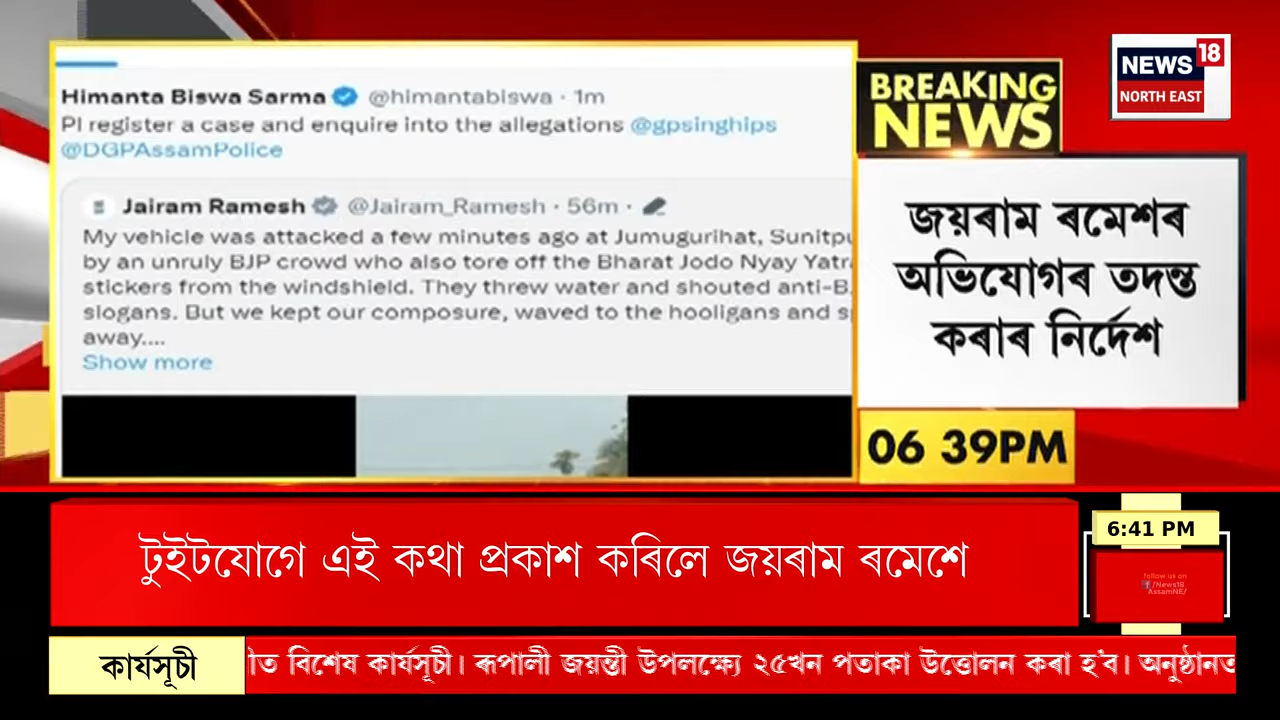 Himanta Biswa Sarma @himantabiswa · 1m
Pl register a case and enquire into the allegations @gpsinghips
@DGPAssamPolice
Jairam Ramesh @Jairam_Ramesh · 56m ·
My vehicle was attacked a few minutes ago at Jumugurihat, Sunitpu
by an unruly BJP crowd who also tore off the Bharat Jodo Nyay Yatra
stickers from the windshield. They threw water and shouted anti-B
slogans. But we kept our composure, waved to the hooligans and s
away....
Show more
BREAKING
NEWS
NEWS 18
NORTH EAST
জয়ৰাম ৰমেশৰ
অভিযোগৰ তদন্ত
কৰাৰ নিৰ্দেশ
06 39PM
টুইটযোগে এই কথা প্ৰকাশ কৰিলে জয়ৰাম ৰমেশে
6:41 PM
follow us on
/News18
AssamNE/
কাৰ্যসূচী
বিশেষ কাৰ্যসূচী। ৰূপালী জয়ন্তী উপলক্ষ্যে ২৫খন পতাকা উত্তোলন কৰা হ'ব। অনুষ্ঠানত